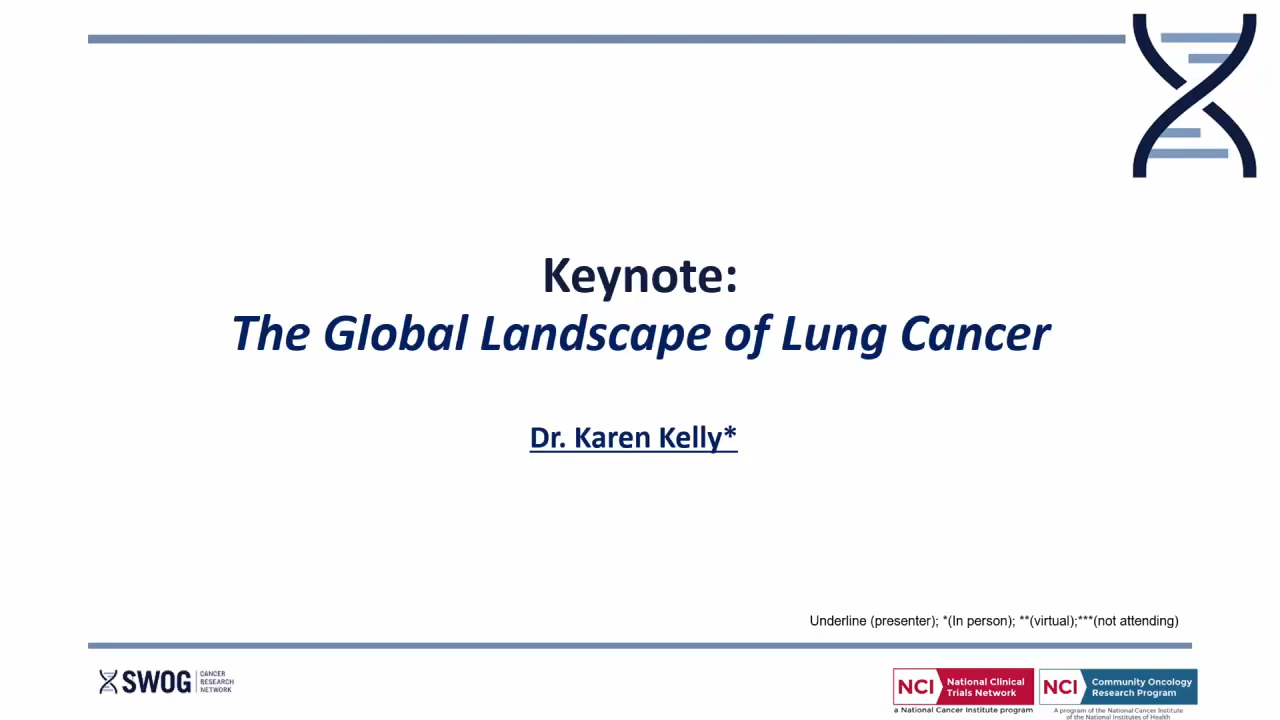 Keynote:
The Global Landscape of Lung Cancer
Dr. Karen Kelly*
Underline (presenter); *(In person); **(virtual);***(not attending)
SWOG
CANCER
RESEARCH
NETWORK
NCI
National Clinical
Trials Network
a National Cancer Institute program
NCI
Community Oncology
Research Program
A program of the National Cancer Institute
of the National Institutes of Health